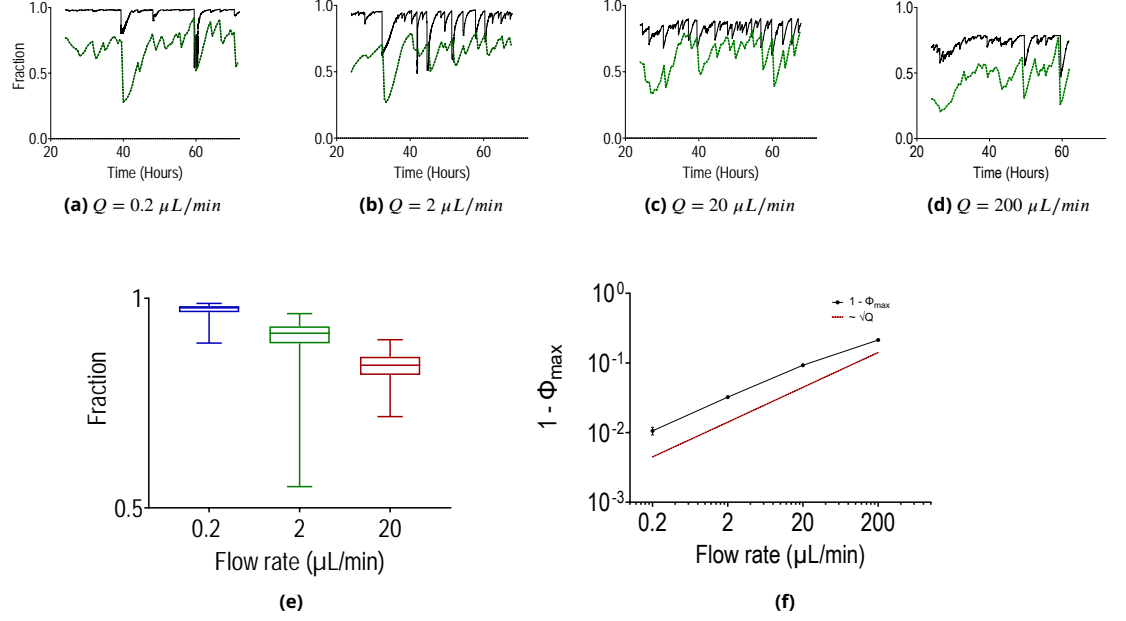 1.0
0.5
0.0
Fraction
20 40 60
Time (Hours)
(a) Q = 0.2 μL/min
1.0
0.5
0.0
20 40 60
Time (Hours)
(b) Q = 2 μL/min
1.0
0.5
0.0
20 40 60
Time (Hours)
(c) Q = 20 μL/min
1.0
0.5
0.0
20 40 60
Time (Hours)
(d) Q = 200 μL/min
1
0.5
Fraction
0.2 2 20
Flow rate (μL/min)
(e)
10⁰
10⁻¹
10⁻²
10⁻³
1 - Φmax
1 - Φmax
~ √Q
0.2 2 20 200
Flow rate (μL/min)
(f)